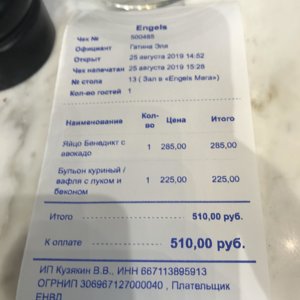 Engels
Чек № 500485
Официант Гатина Эля
Открыт 25 августа 2019 14:52
Чек напечатан 25 августа 2019 15:28
№ стола 13 ( Зал в «Engels Мега»)
Кол-во гостей 1
Наименование Кол-во Цена Итого
Яйцо Бенедикт с
авокадо 1 285,00 285,00
Бульон куриный /
вафля с луком и
беконом 1 225,00 225,00
Итого 510,00 руб.
К оплате 510,00 руб.
ИП Кузякин В.В., ИНН 667113895913
ОГРНИП 306967127000040 , Плательщик
ЕНВД